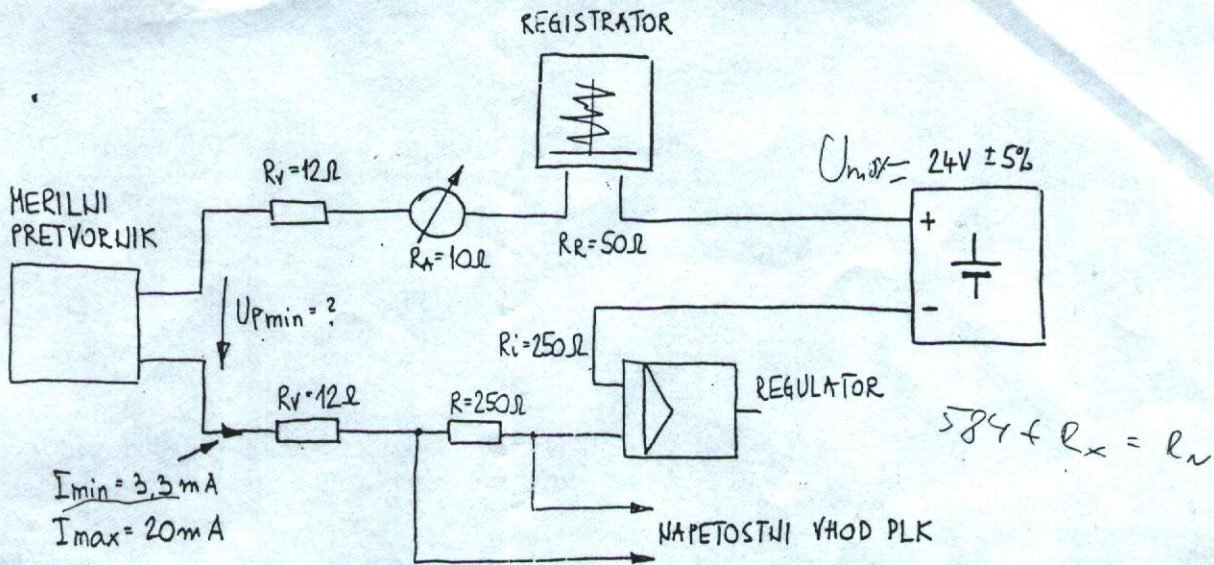 REGISTRATOR
Umax= 24V ±5%
Rv=12Ω
MERILNI
PRETVORNIK
RA=10Ω
RR=50Ω
+
-
UPmin=?
Ri=250Ω
Rv=12Ω
R=250Ω
REGULATOR
584 + Rx = RN
Imin=3,3mA
Imax=20mA
NAPETOSTNI VHOD PLK